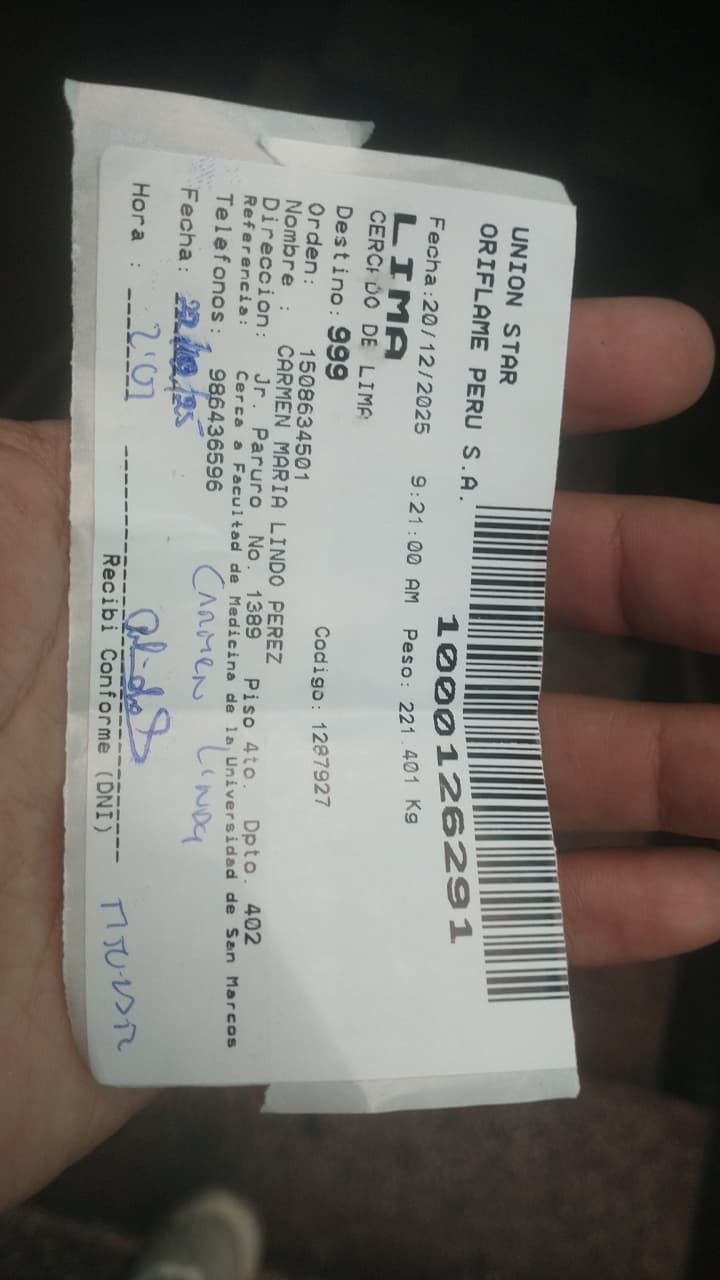 UNION STAR
ORIFLAME PERU S.A.
1000126291
Fecha:20/12/2025 9:21:00 AM Peso: 221.401 Kg
LIMA
CERCADO DE LIMA
Destino: 999
Orden: 1508634501 Codigo: 1287927
Nombre : CARMEN MARIA LINDO PEREZ
Direccion: Jr. Paruro No. 1389 Piso 4to. Dpto. 402
Referencia: Cerca a Facultad de Medicina de la Universidad de San Marcos
Telefonos: 986436596
Carmen
Fecha:
Hora :
Recibi Conforme (DNI)